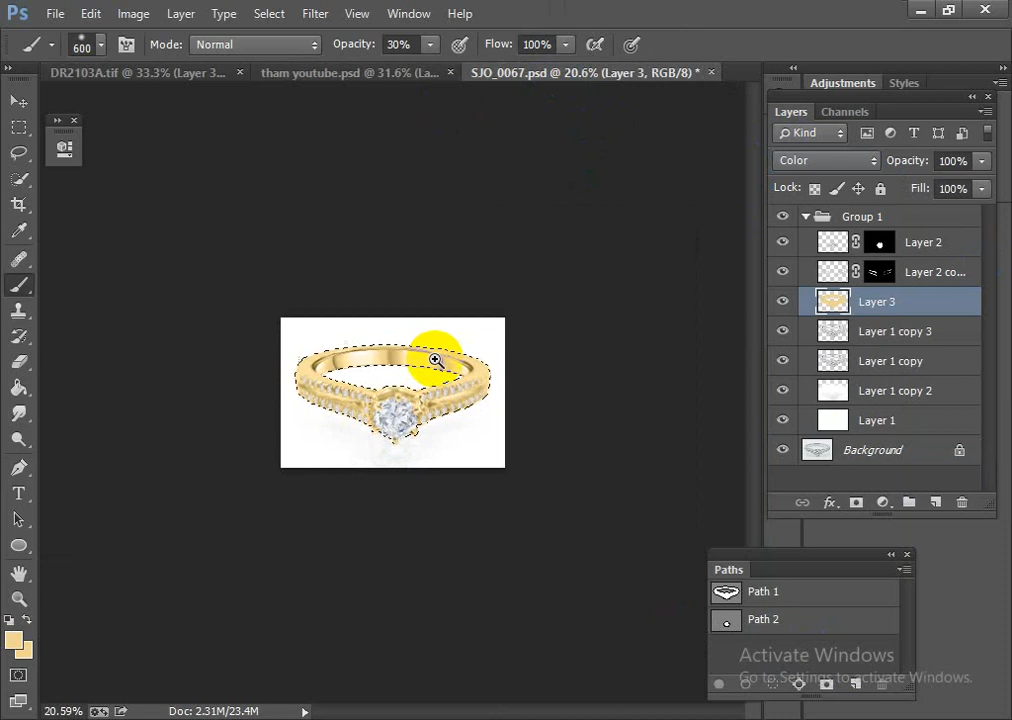 Ps File Edit Image Layer Type Select Filter View Window Help
600 Mode: Normal Opacity: 30% Flow: 100%
DR2103A.tif @ 33.3% (Layer 3... × tham youtube.psd @ 31.6% (La... × SJO_0067.psd @ 20.6% (Layer 3, RGB/8) * ×
Adjustments Styles
Layers Channels
Kind
Color Opacity: 100%
Lock: Fill: 100%
Group 1
Layer 2
Layer 2 co...
Layer 3
Layer 1 copy 3
Layer 1 copy
Layer 1 copy 2
Layer 1
Background
fx
Paths
Path 1
Path 2
Activate Windows
Go to Settings to activate Windows.
20.59% Doc: 2.31M/23.4M